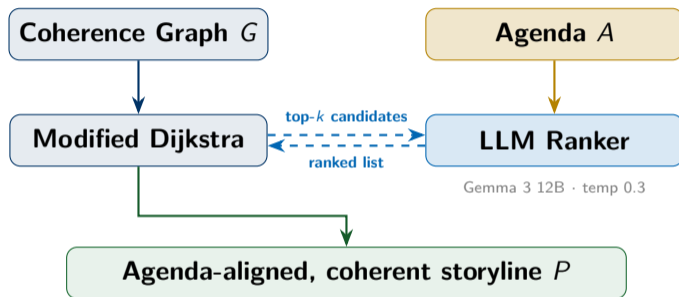 Coherence Graph G
Agenda A
Modified Dijkstra
top-k candidates
ranked list
LLM Ranker
Gemma 3 12B · temp 0.3
Agenda-aligned, coherent storyline P